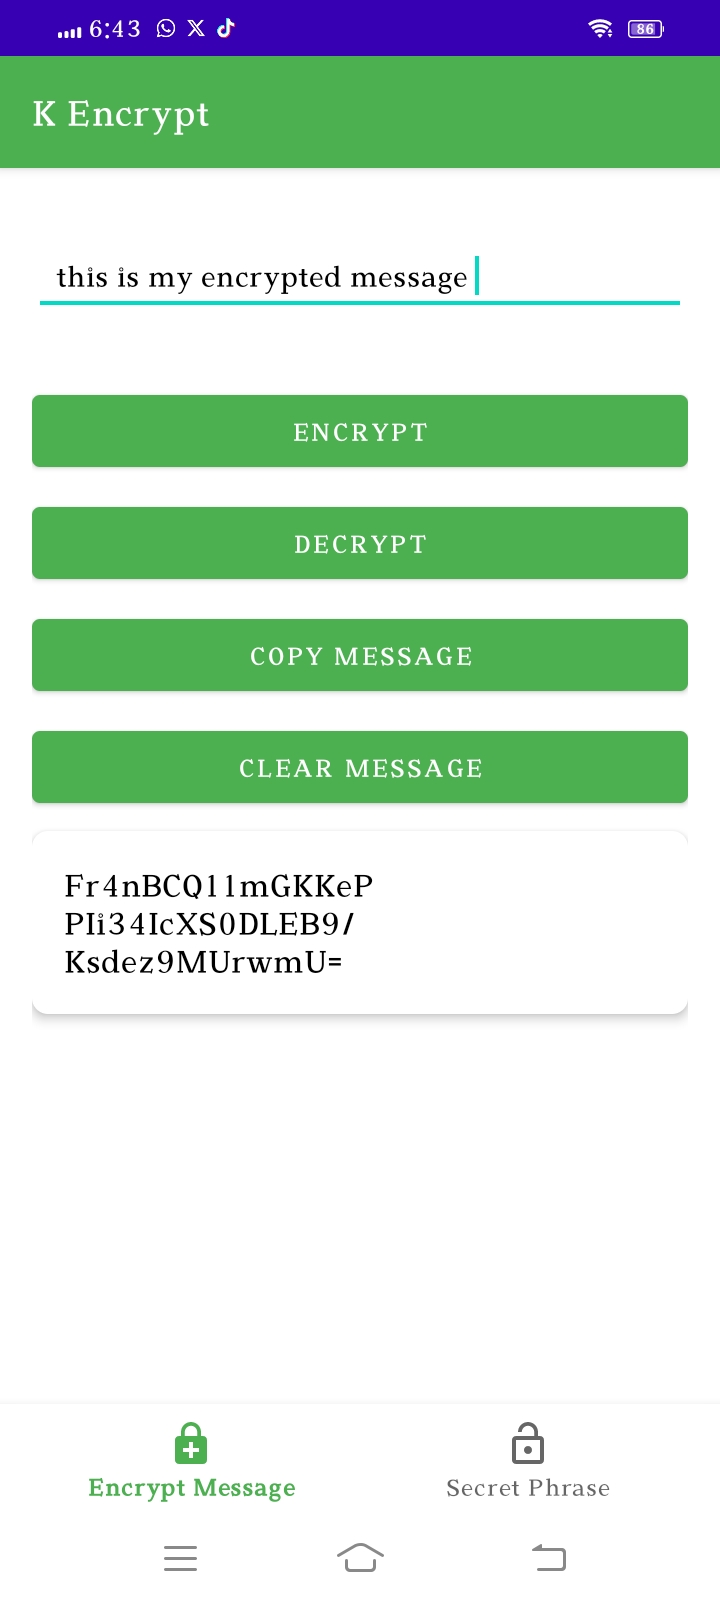 6:43
86
K Encrypt
this is my encrypted message
ENCRYPT
DECRYPT
COPY MESSAGE
CLEAR MESSAGE
Fr4nBCQ11mGKKeP
PIi34IcXS0DLEB9/
Ksdez9MUrwmU=
Encrypt Message
Secret Phrase